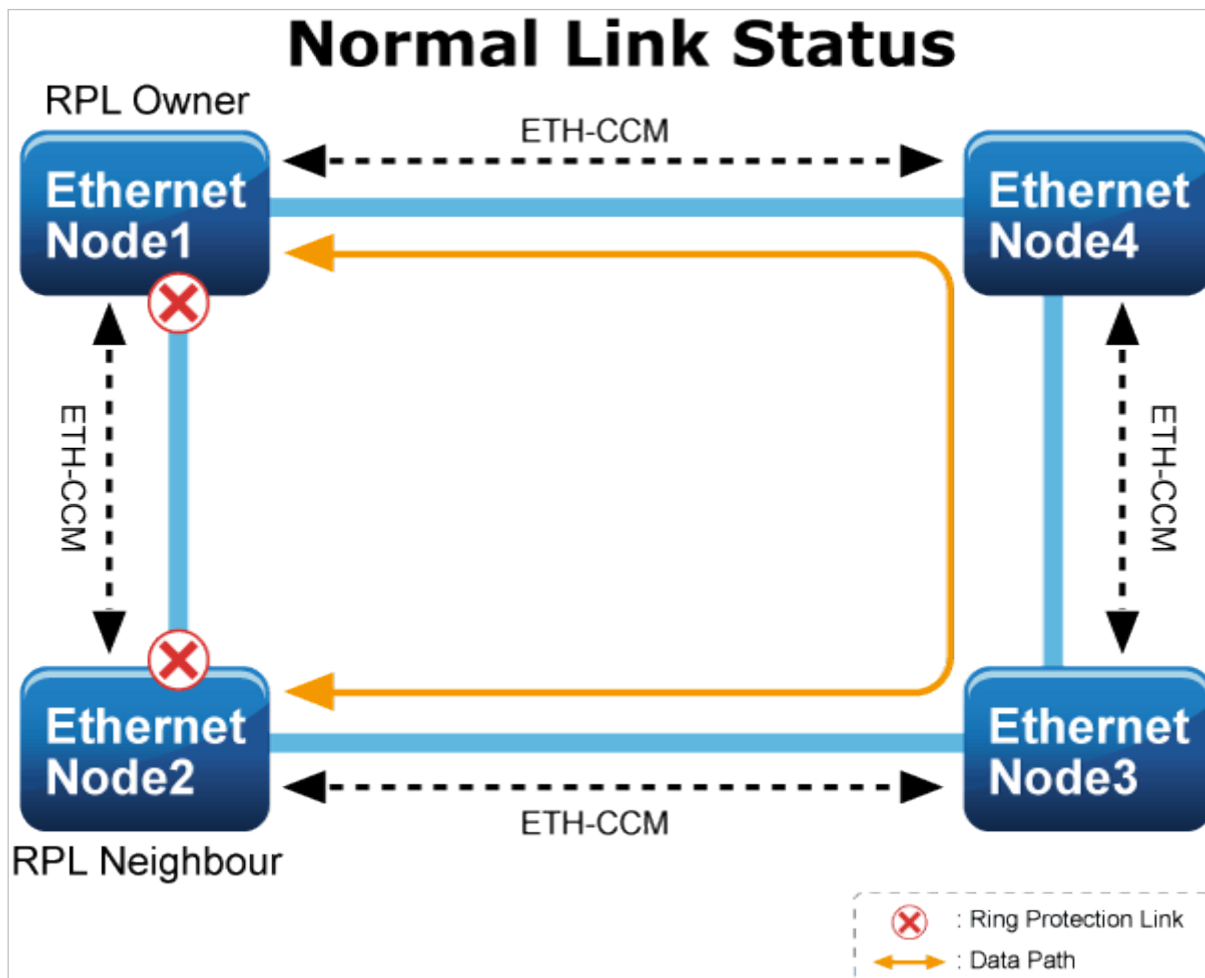 Normal Link Status
RPL Owner
ETH-CCM
Ethernet
Node1
Ethernet
Node4
ETH-CCM
ETH-CCM
Ethernet
Node2
Ethernet
Node3
ETH-CCM
RPL Neighbour
: Ring Protection Link
: Data Path